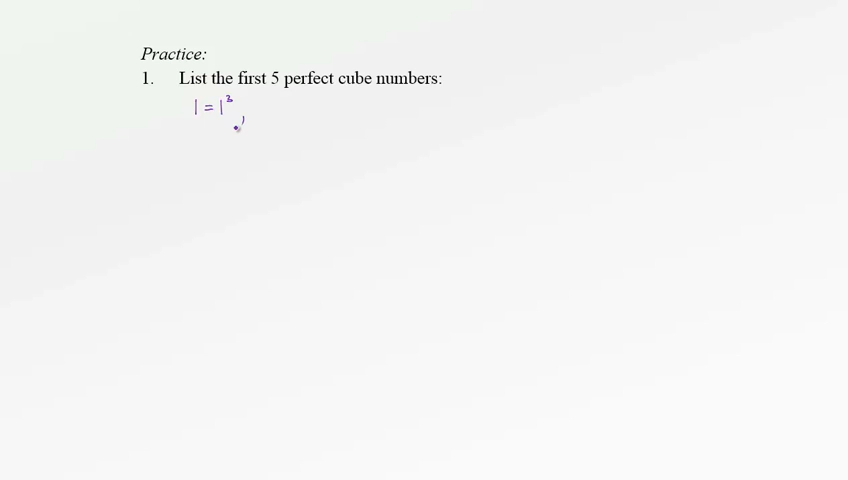 Practice:
1. List the first 5 perfect cube numbers:
1 = 1³ ,